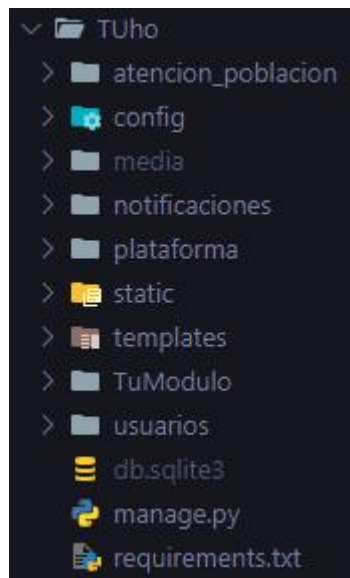 TUho
atencion_poblacion
config
media
notificaciones
plataforma
static
templates
TuModulo
usuarios
db.sqlite3
manage.py
requirements.txt